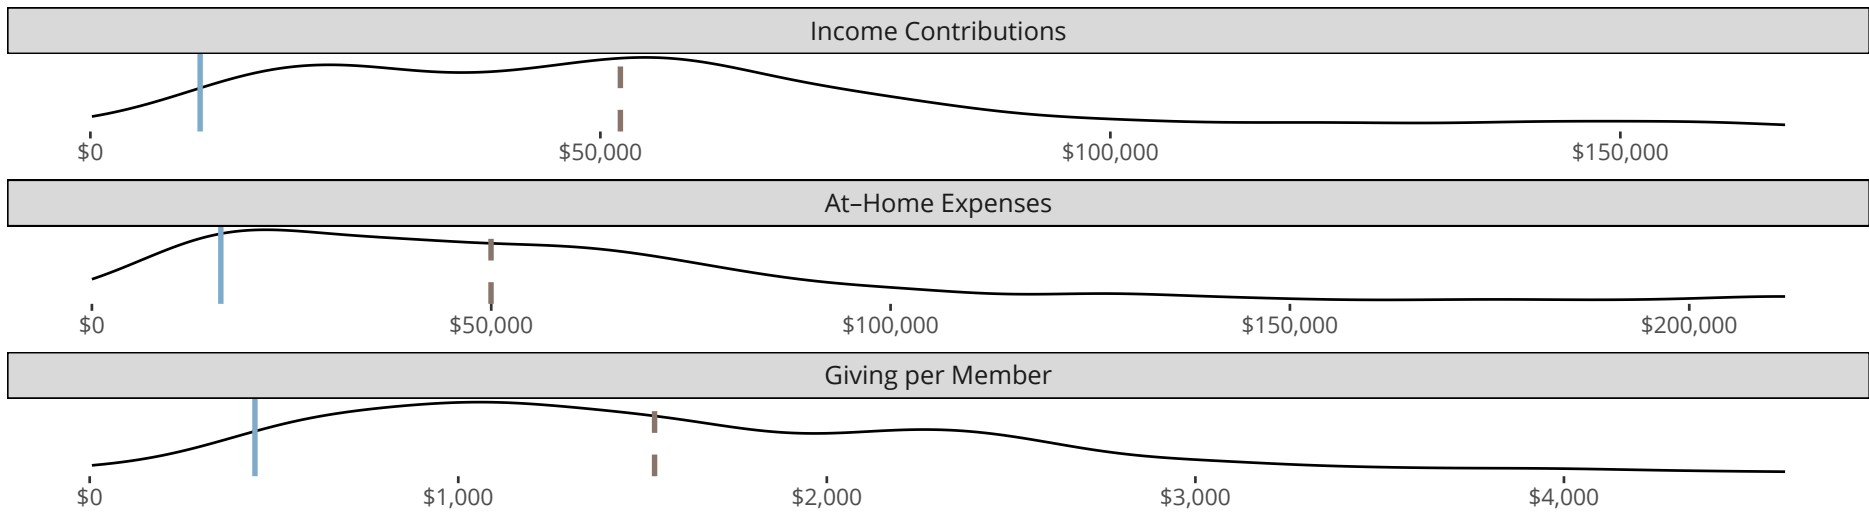 Income Contributions
$0 $50,000 $100,000 $150,000
At–Home Expenses
$0 $50,000 $100,000 $150,000 $200,000
Giving per Member
$0 $1,000 $2,000 $3,000 $4,000